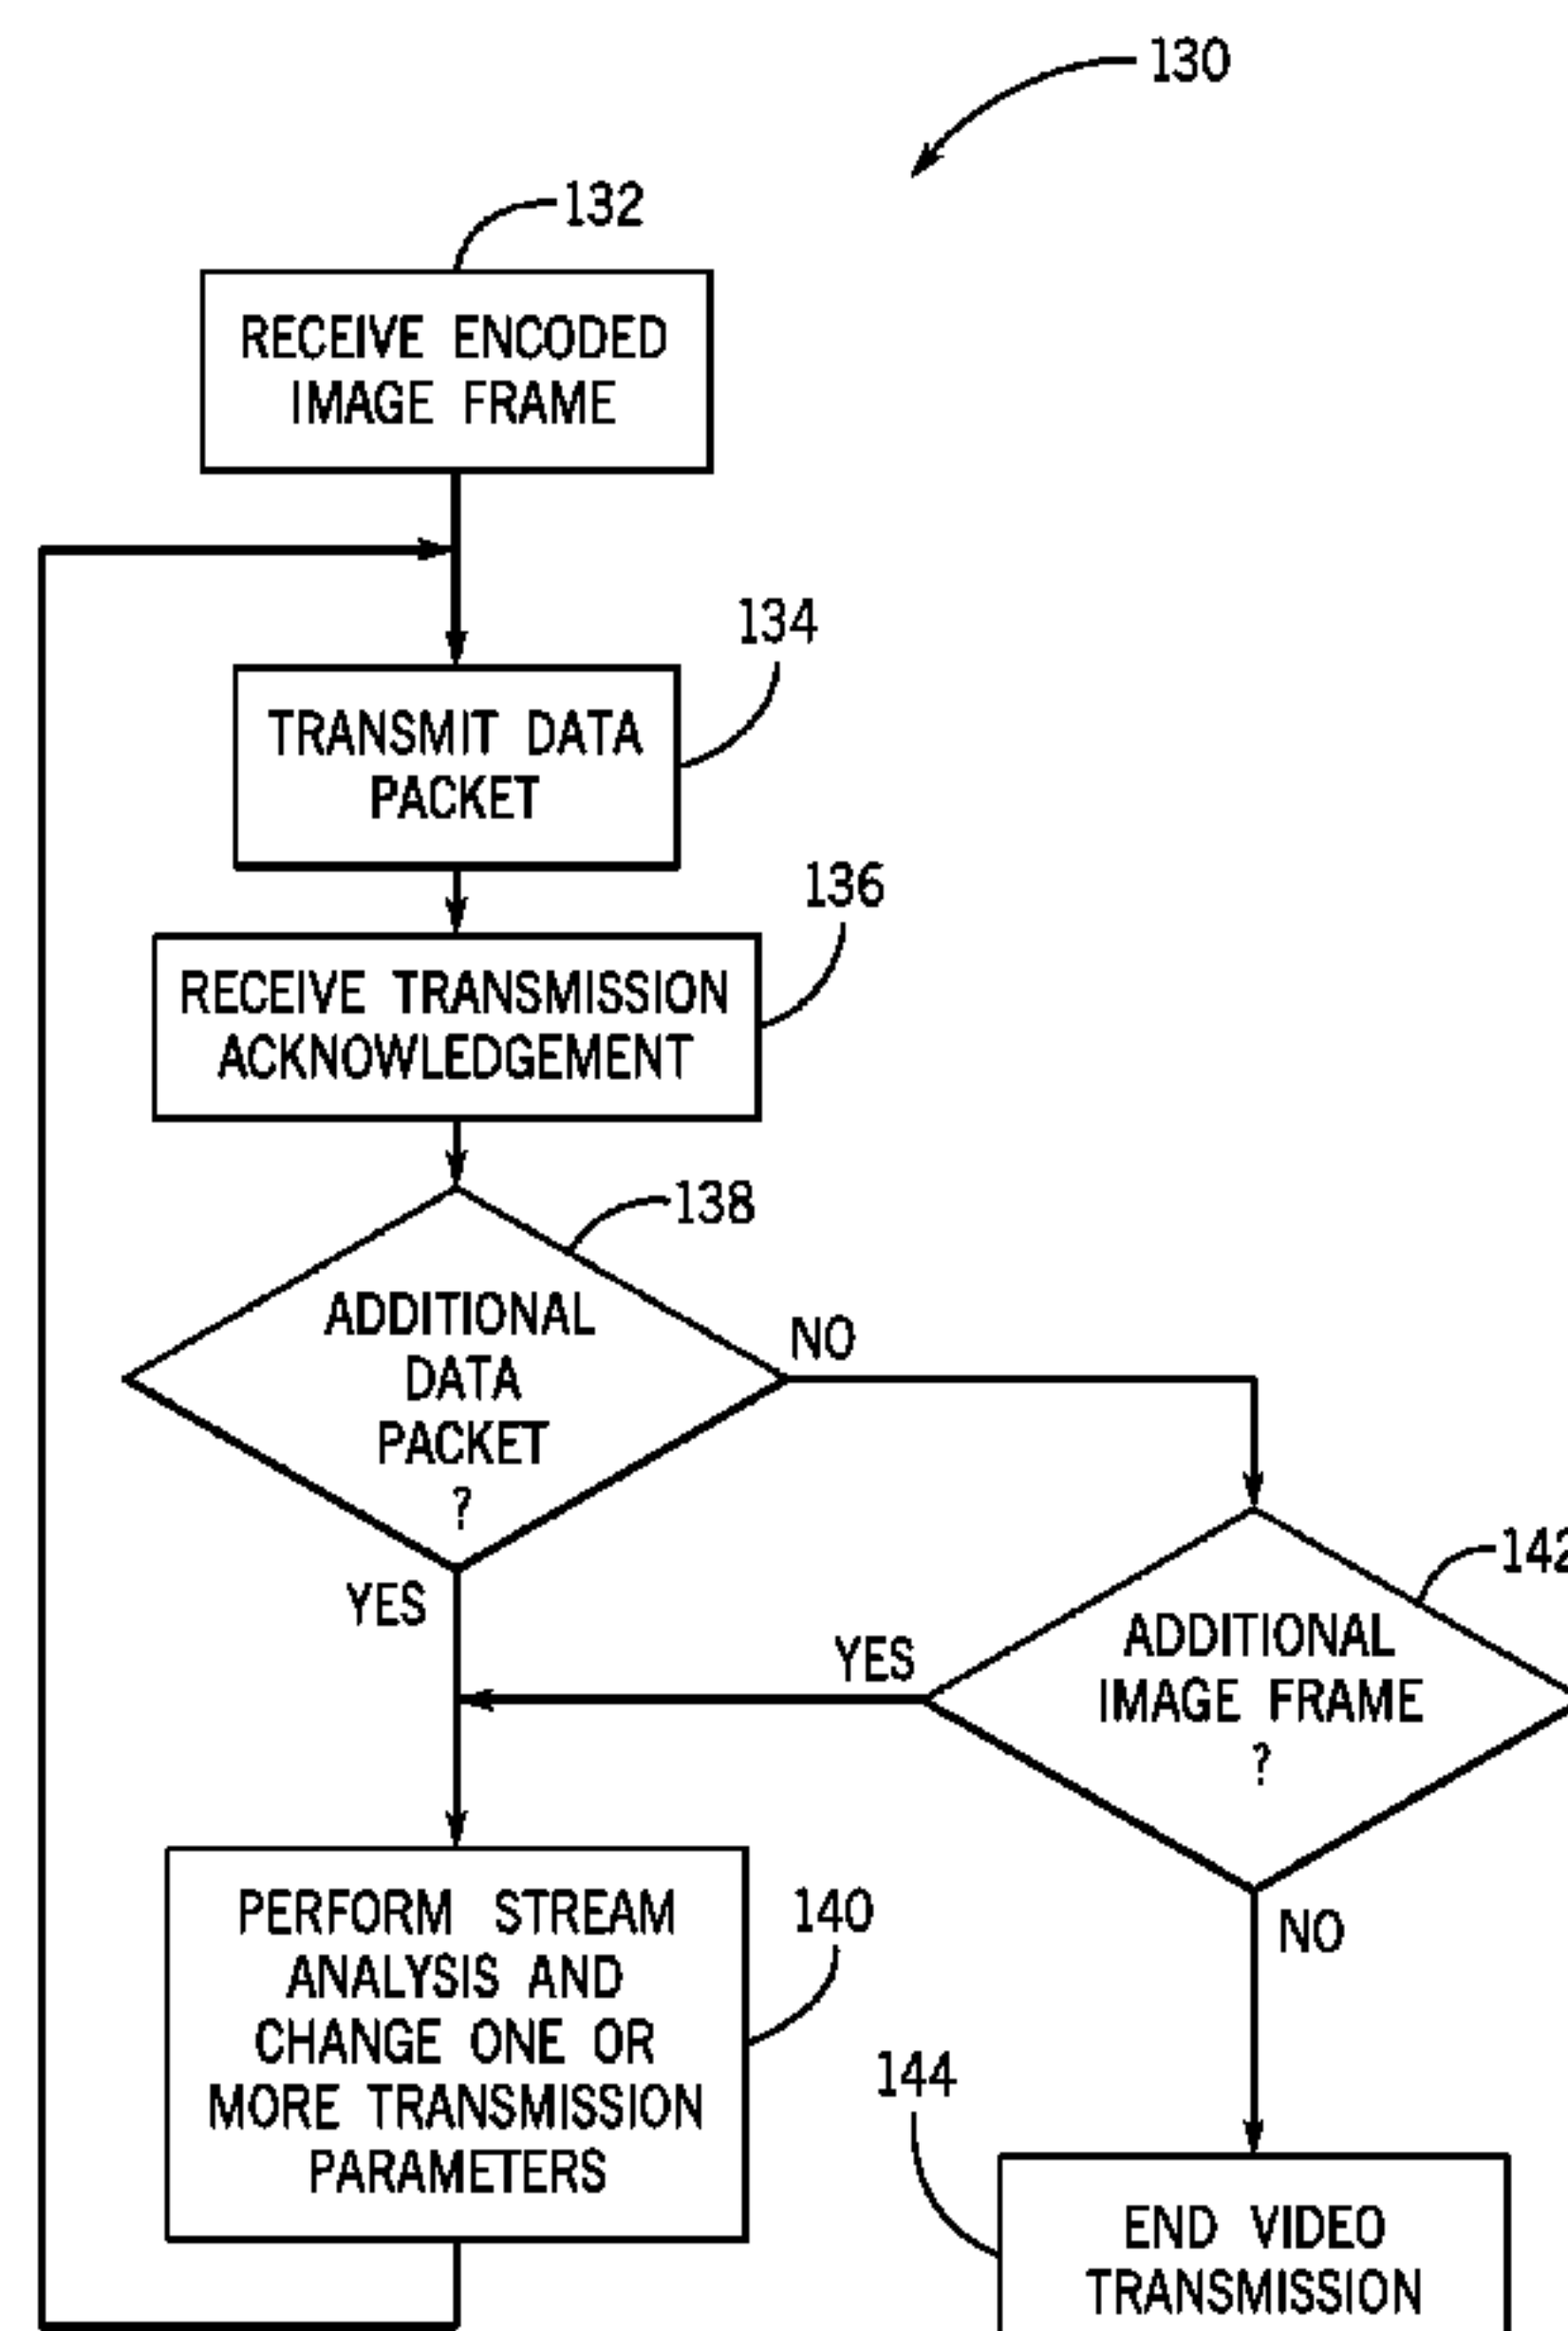 130
132
RECEIVE ENCODED
IMAGE FRAME
134
TRANSMIT DATA
PACKET
136
RECEIVE TRANSMISSION
ACKNOWLEDGEMENT
138
ADDITIONAL
DATA
PACKET
?
NO
YES
142
ADDITIONAL
IMAGE FRAME
?
YES
NO
140
PERFORM STREAM
ANALYSIS AND
CHANGE ONE OR
MORE TRANSMISSION
PARAMETERS
144
END VIDEO
TRANSMISSION